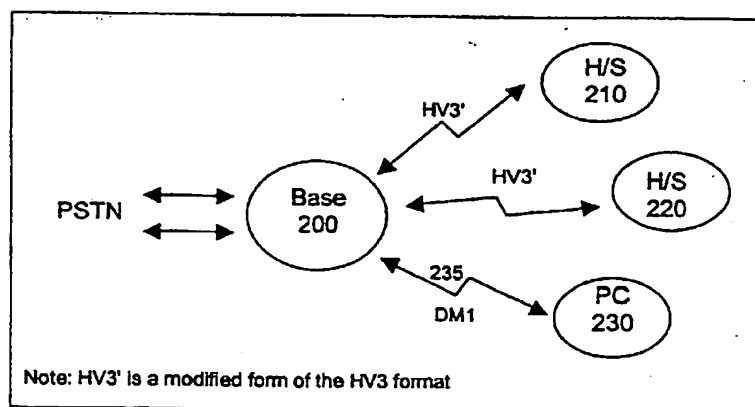 H/S
210
HV3'
PSTN
Base
200
HV3'
H/S
220
235
DM1
PC
230
Note: HV3' is a modified form of the HV3 format